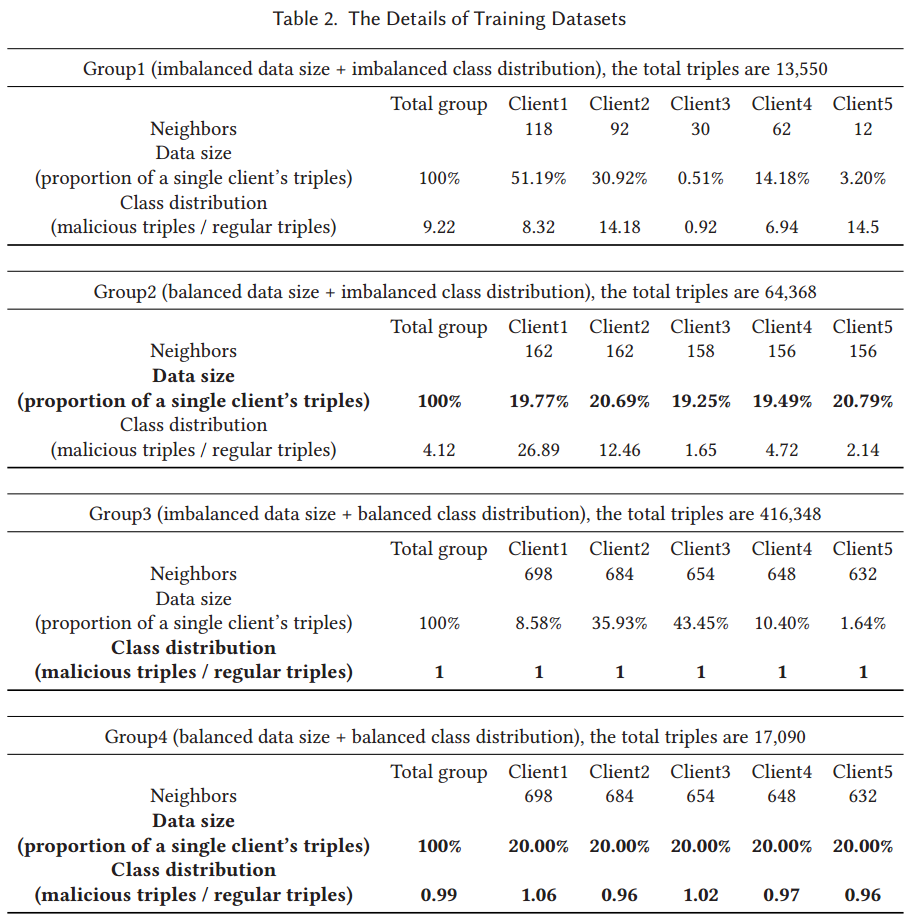 Table 2. The Details of Training Datasets
Group1 (imbalanced data size + imbalanced class distribution), the total triples are 13,550
Total group Client1 Client2 Client3 Client4 Client5
Neighbors 118 92 30 62 12
Data size
(proportion of a single client's triples) 100% 51.19% 30.92% 0.51% 14.18% 3.20%
Class distribution
(malicious triples / regular triples) 9.22 8.32 14.18 0.92 6.94 14.5
Group2 (balanced data size + imbalanced class distribution), the total triples are 64,368
Total group Client1 Client2 Client3 Client4 Client5
Neighbors 162 162 158 156 156
Data size
(proportion of a single client's triples) 100% 19.77% 20.69% 19.25% 19.49% 20.79%
Class distribution
(malicious triples / regular triples) 4.12 26.89 12.46 1.65 4.72 2.14
Group3 (imbalanced data size + balanced class distribution), the total triples are 416,348
Total group Client1 Client2 Client3 Client4 Client5
Neighbors 698 684 654 648 632
Data size
(proportion of a single client's triples) 100% 8.58% 35.93% 43.45% 10.40% 1.64%
Class distribution
(malicious triples / regular triples) 1 1 1 1 1 1
Group4 (balanced data size + balanced class distribution), the total triples are 17,090
Total group Client1 Client2 Client3 Client4 Client5
Neighbors 698 684 654 648 632
Data size
(proportion of a single client's triples) 100% 20.00% 20.00% 20.00% 20.00% 20.00%
Class distribution
(malicious triples / regular triples) 0.99 1.06 0.96 1.02 0.97 0.96